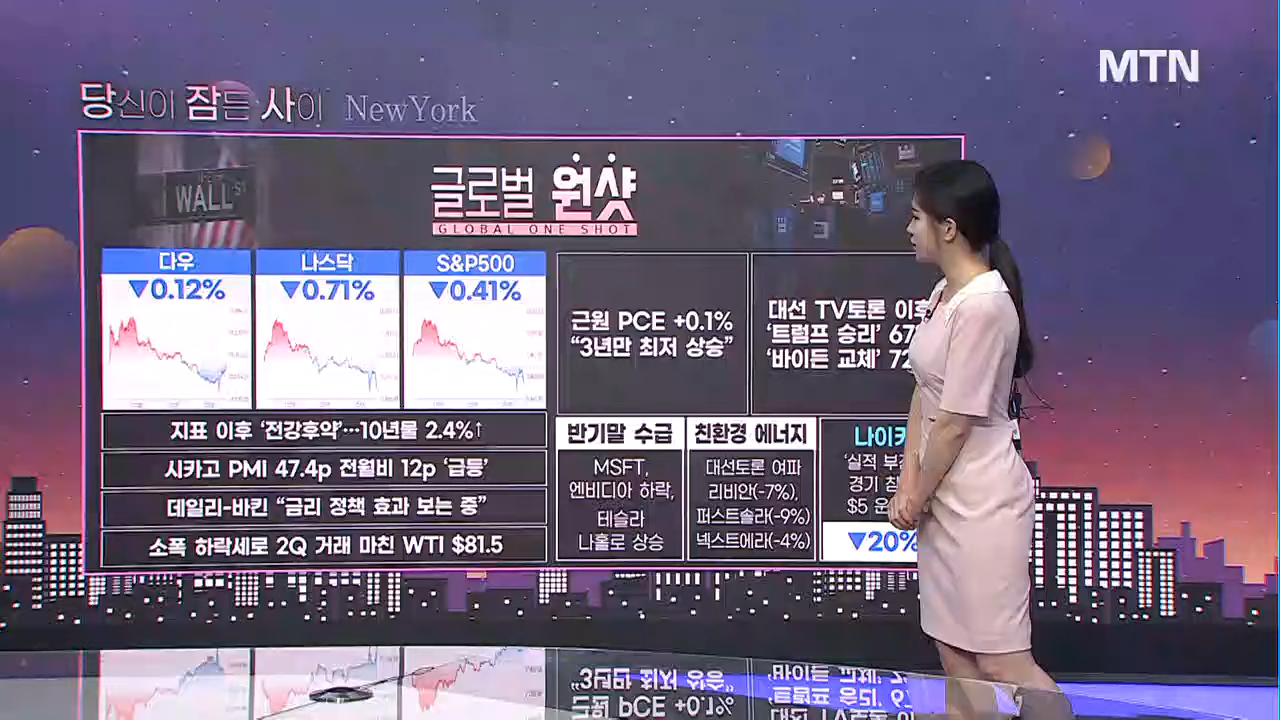 MTN
당신이 잠든 사이 NewYork
WALL ST
글로벌 원샷
GLOBAL ONE SHOT
다우
▼0.12%
나스닥
▼0.71%
S&P500
▼0.41%
근원 PCE +0.1%
“3년만 최저 상승”
대선 TV토론 이후
‘트럼프 승리’ 67
‘바이든 교체’ 72
지표 이후 ‘전강후약’…10년물 2.4%↑
시카고 PMI 47.4p 전월비 12p ‘급등’
데일리-바킨 “금리 정책 효과 보는 중”
소폭 하락세로 2Q 거래 마친 WTI $81.5
반기말 수급
MSFT,
엔비디아 하락,
테슬라
나홀로 상승
친환경 에너지
대선토론 여파
리비안(-7%),
퍼스트솔라(-9%)
넥스트에라(-4%)
나이키
‘실적 부진
경기
$5
▼20%